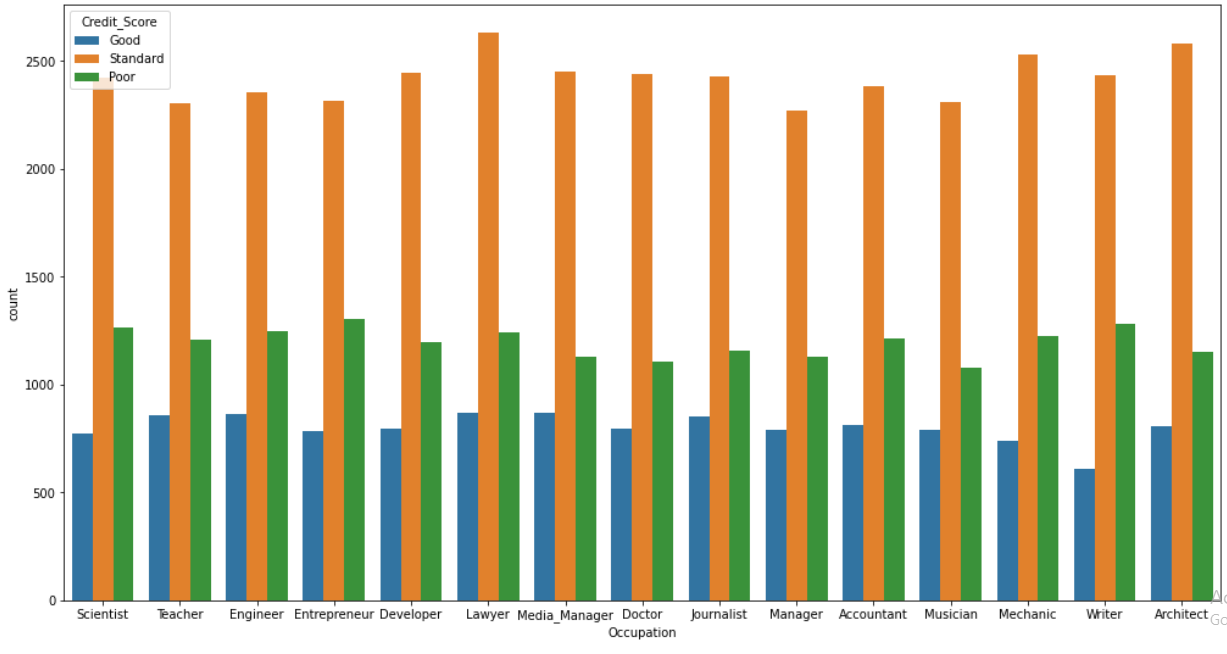 Credit_Score
Good
Standard
Poor
2500
2000
1500
1000
500
0
count
Scientist Teacher Engineer Entrepreneur Developer Lawyer Media_Manager Doctor Journalist Manager Accountant Musician Mechanic Writer Architect
Occupation